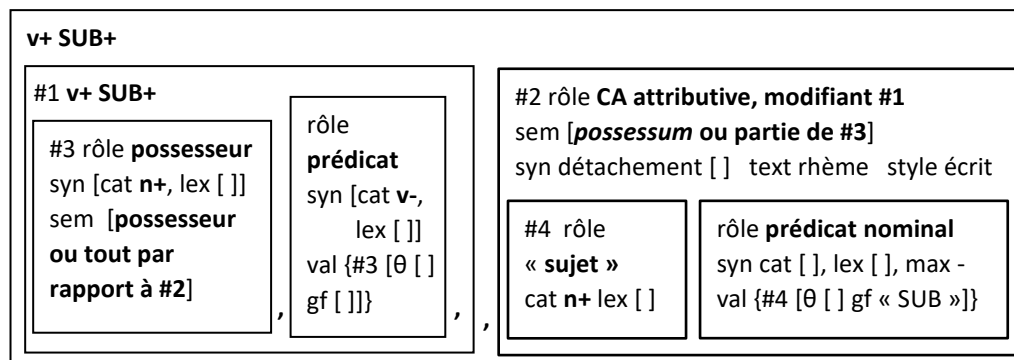 v+ SUB+
#1 v+ SUB+
#3 rôle possesseur
syn [cat n+, lex [ ]]
sem [possesseur
ou tout par
rapport à #2]
,
rôle
prédicat
syn [cat v-,
lex [ ]]
val {#3 [θ [ ]
gf [ ]]}
, ,
#2 rôle CA attributive, modifiant #1
sem [possessum ou partie de #3]
syn détachement [ ] text rhème style écrit
#4 rôle
« sujet »
cat n+ lex [ ]
rôle prédicat nominal
syn cat [ ], lex [ ], max -
val {#4 [θ [ ] gf « SUB »]}